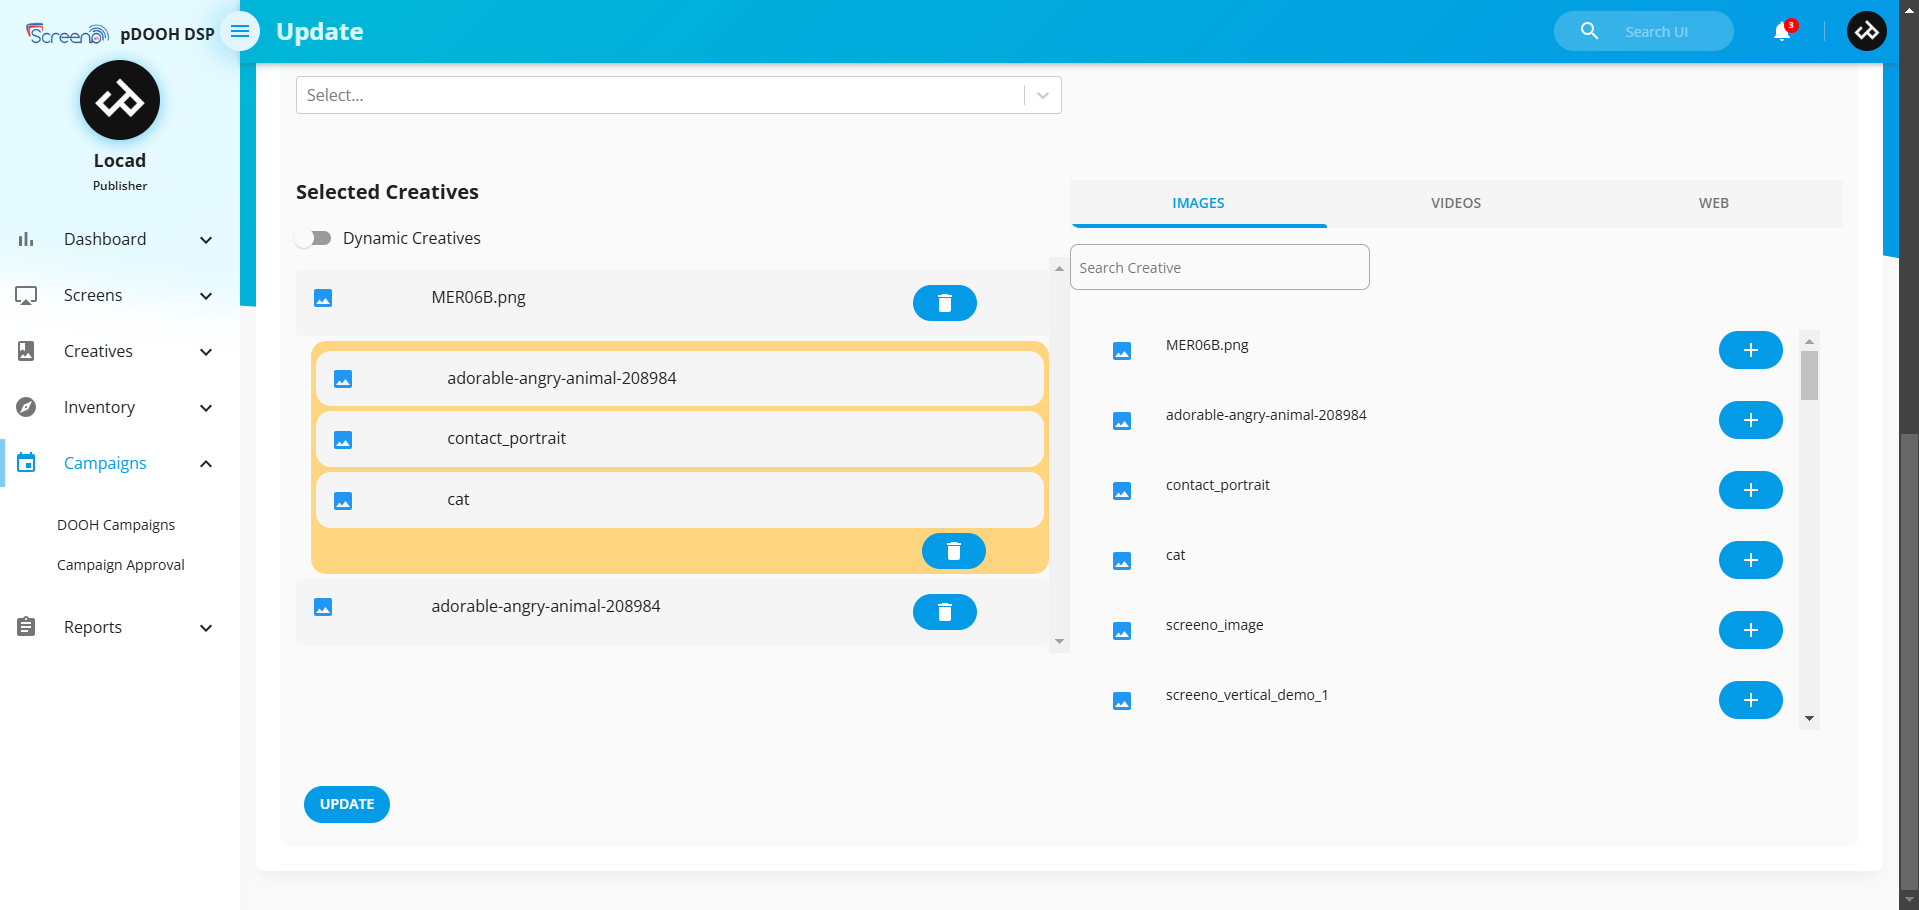 Screeno
pDOOH DSP
Update
Search UI
3
Locad
Publisher
Dashboard
Screens
Creatives
Inventory
Campaigns
DOOH Campaigns
Campaign Approval
Reports
Select...
Selected Creatives
Dynamic Creatives
MER06B.png
adorable-angry-animal-208984
contact_portrait
cat
adorable-angry-animal-208984
IMAGES VIDEOS WEB
Search Creative
MER06B.png
adorable-angry-animal-208984
contact_portrait
cat
screeno_image
screeno_vertical_demo_1
UPDATE